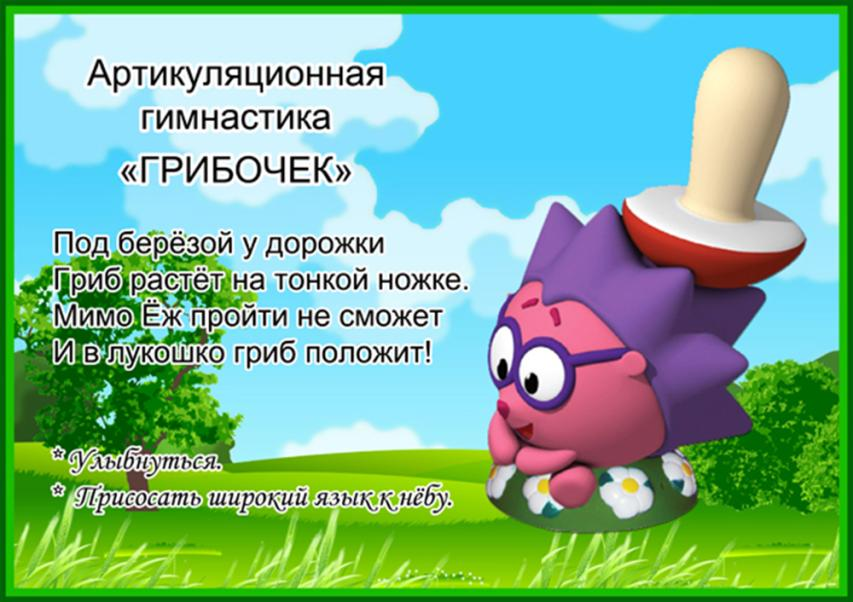 Артикуляционная
гимнастика
«ГРИБОЧЕК»
Под берёзой у дорожки
Гриб растёт на тонкой ножке.
Мимо Ёж пройти не сможет
И в лукошко гриб положит!
* Улыбнуться.
* Присосать широкий язык к нёбу.